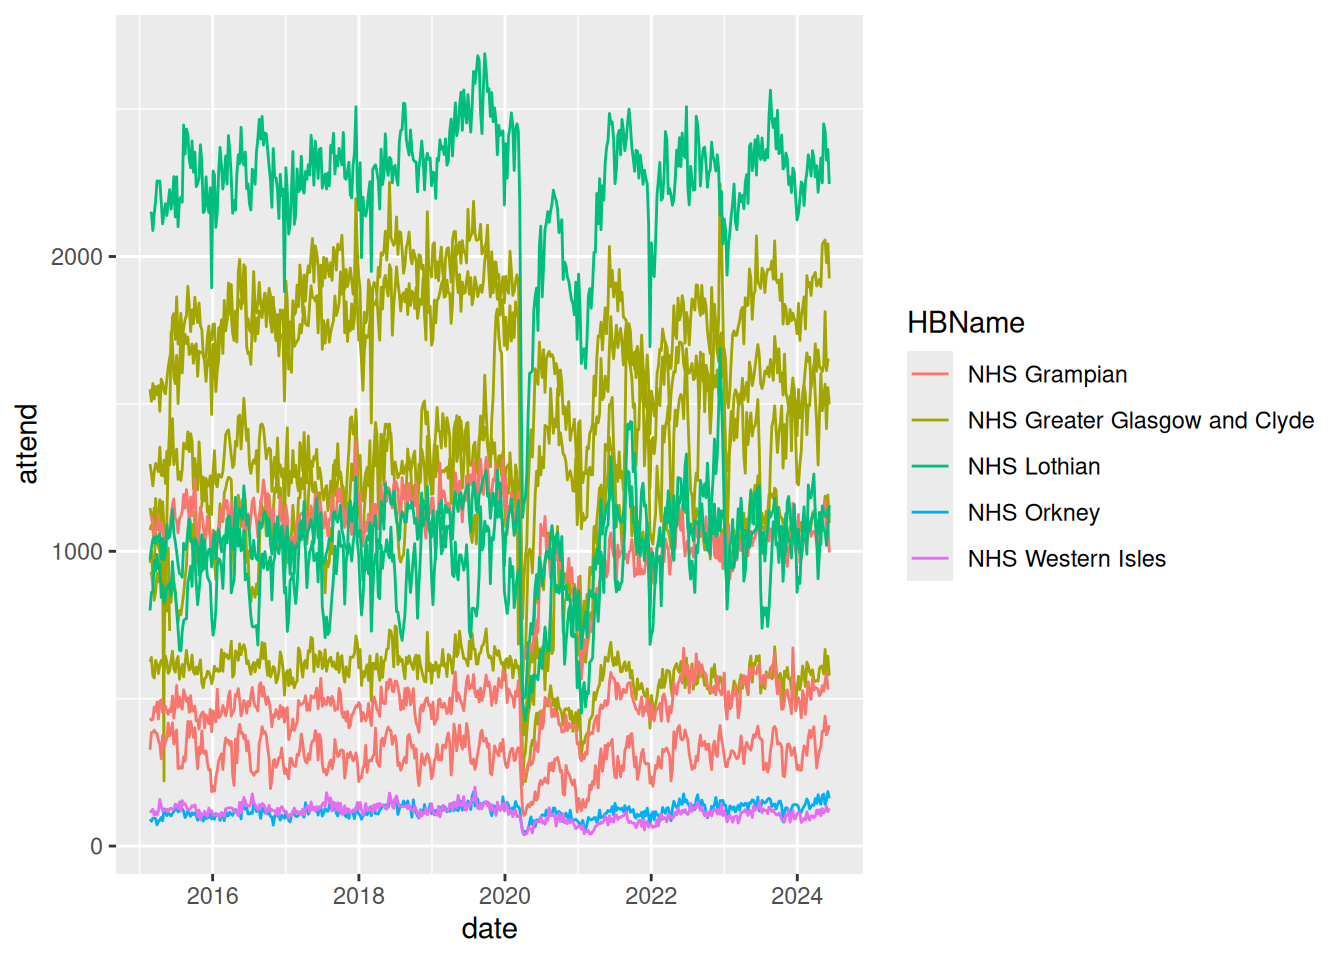 2000
1000
0
attend
2016 2018 2020 2022 2024
date
HBName
NHS Grampian
NHS Greater Glasgow and Clyde
NHS Lothian
NHS Orkney
NHS Western Isles